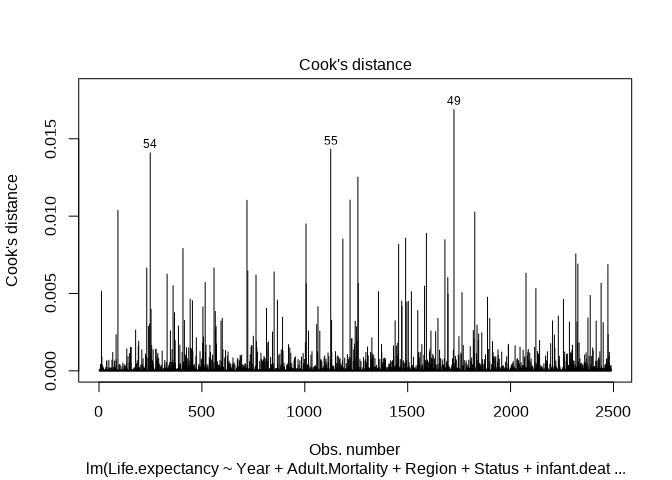 Cook's distance
49
54
55
Cook's distance
0.015
0.010
0.005
0.000
0 500 1000 1500 2000 2500
Obs. number
lm(Life.expectancy ~ Year + Adult.Mortality + Region + Status + infant.deat ...